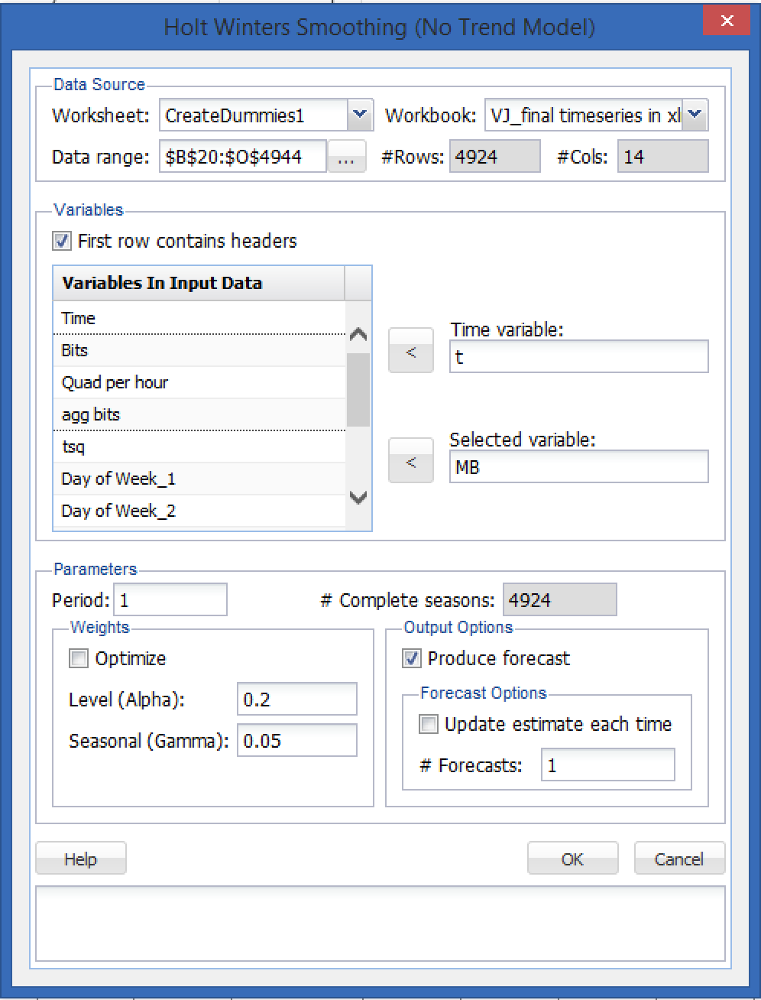 Holt Winters Smoothing (No Trend Model)
Data Source
Worksheet: CreateDummies1 Workbook: VJ_final timeseries in xl
Data range: $B$20:$O$4944 ... #Rows: 4924 #Cols: 14
Variables
First row contains headers
Variables In Input Data
Time
Bits
Quad per hour
agg bits
tsq
Day of Week_1
Day of Week_2
Time variable:
< t
Selected variable:
< MB
Parameters
Period: 1 # Complete seasons: 4924
Weights
Optimize
Level (Alpha): 0.2
Seasonal (Gamma): 0.05
Output Options
Produce forecast
Forecast Options
Update estimate each time
# Forecasts: 1
Help OK Cancel